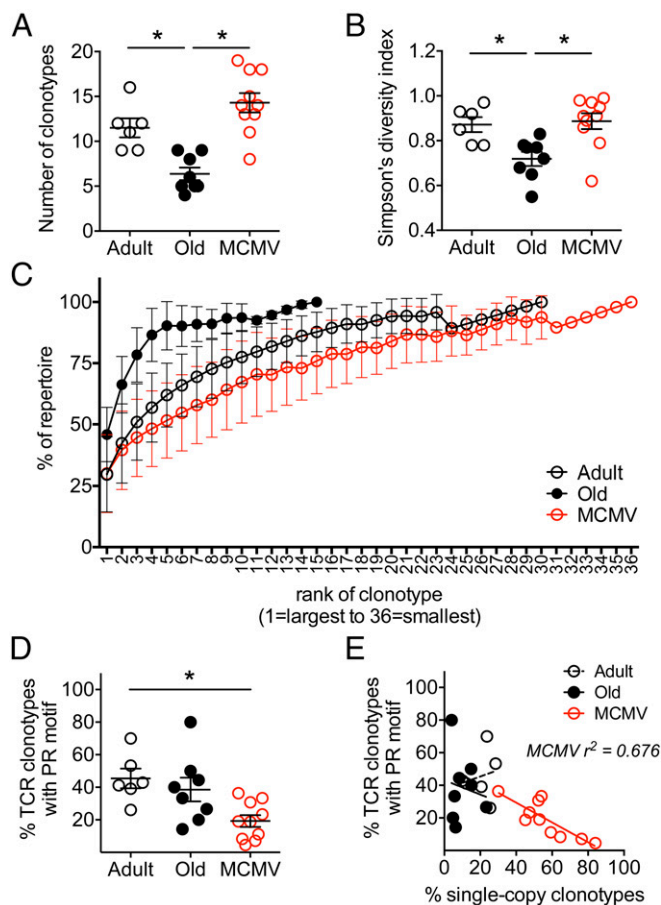 A
Number of clonotypes
20
15
10
5
0
* *
Adult Old MCMV
B
Simpson's diversity index
1.2
1.0
0.8
0.6
0.4
* *
Adult Old MCMV
C
% of repertoire
100
75
50
25
0
1 2 3 4 5 6 7 8 9 10 11 12 13 14 15 16 17 18 19 20 21 22 23 24 25 26 27 28 29 30 31 32 33 34 35 36
rank of clonotype
(1=largest to 36=smallest)
Adult
Old
MCMV
D
% TCR clonotypes
with PR motif
100
80
60
40
20
*
Adult Old MCMV
E
% TCR clonotypes
with PR motif
100
80
60
40
20
0 20 40 60 80 100
% single-copy clonotypes
Adult
Old
MCMV
MCMV r² = 0.676